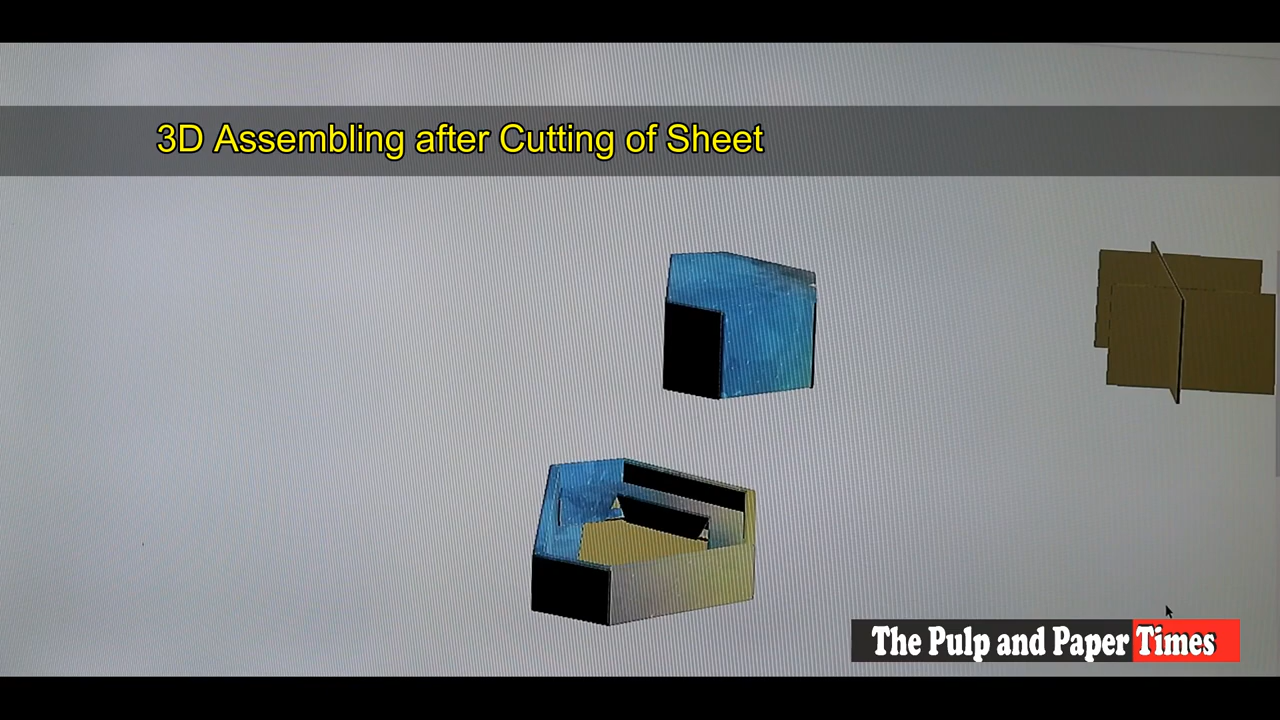 3D Assembling after Cutting of Sheet
The Pulp and Paper Times